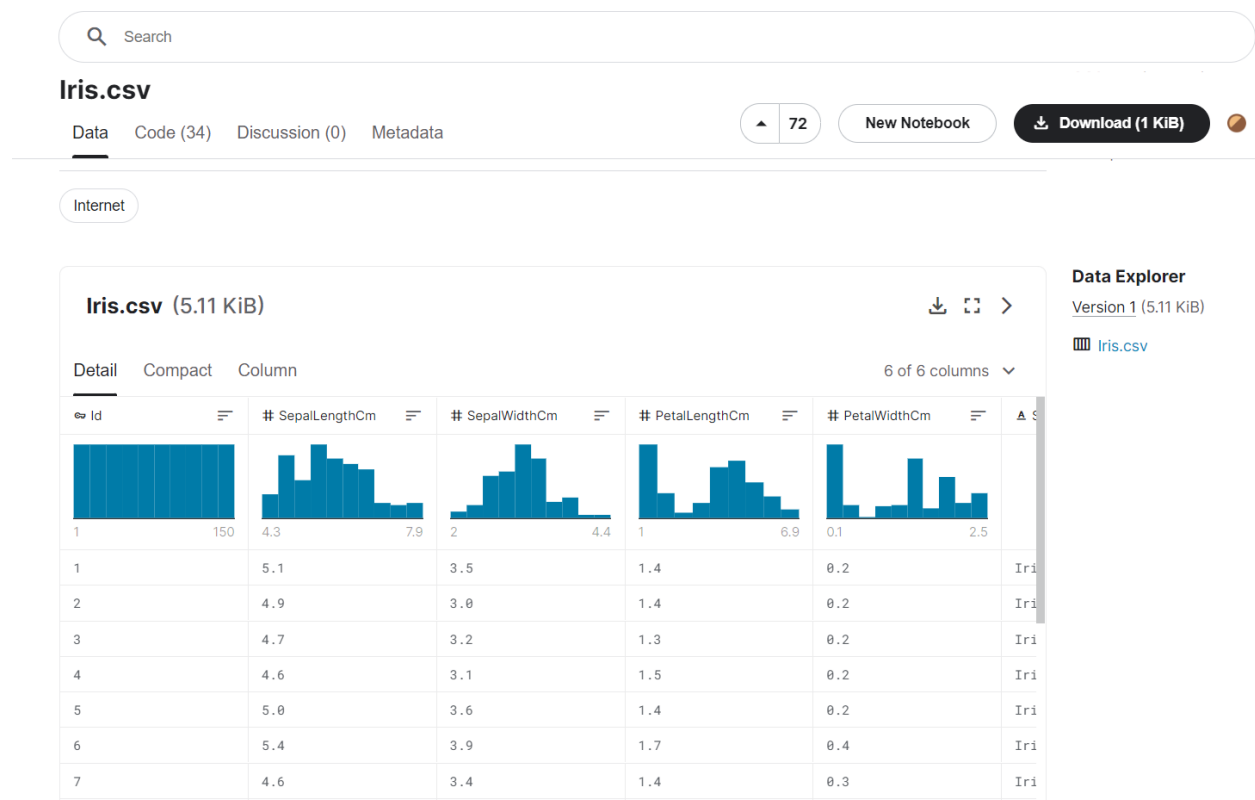 Search
Iris.csv
Data Code (34) Discussion (0) Metadata
72 New Notebook Download (1 KiB)
Internet
Iris.csv (5.11 KiB)
Detail Compact Column 6 of 6 columns
Id # SepalLengthCm # SepalWidthCm # PetalLengthCm # PetalWidthCm A S
1 150 4.3 7.9 2 4.4 1 6.9 0.1 2.5
1 5.1 3.5 1.4 0.2 Iri
2 4.9 3.0 1.4 0.2 Iri
3 4.7 3.2 1.3 0.2 Iri
4 4.6 3.1 1.5 0.2 Iri
5 5.0 3.6 1.4 0.2 Iri
6 5.4 3.9 1.7 0.4 Iri
7 4.6 3.4 1.4 0.3 Iri
Data Explorer
Version 1 (5.11 KiB)
Iris.csv